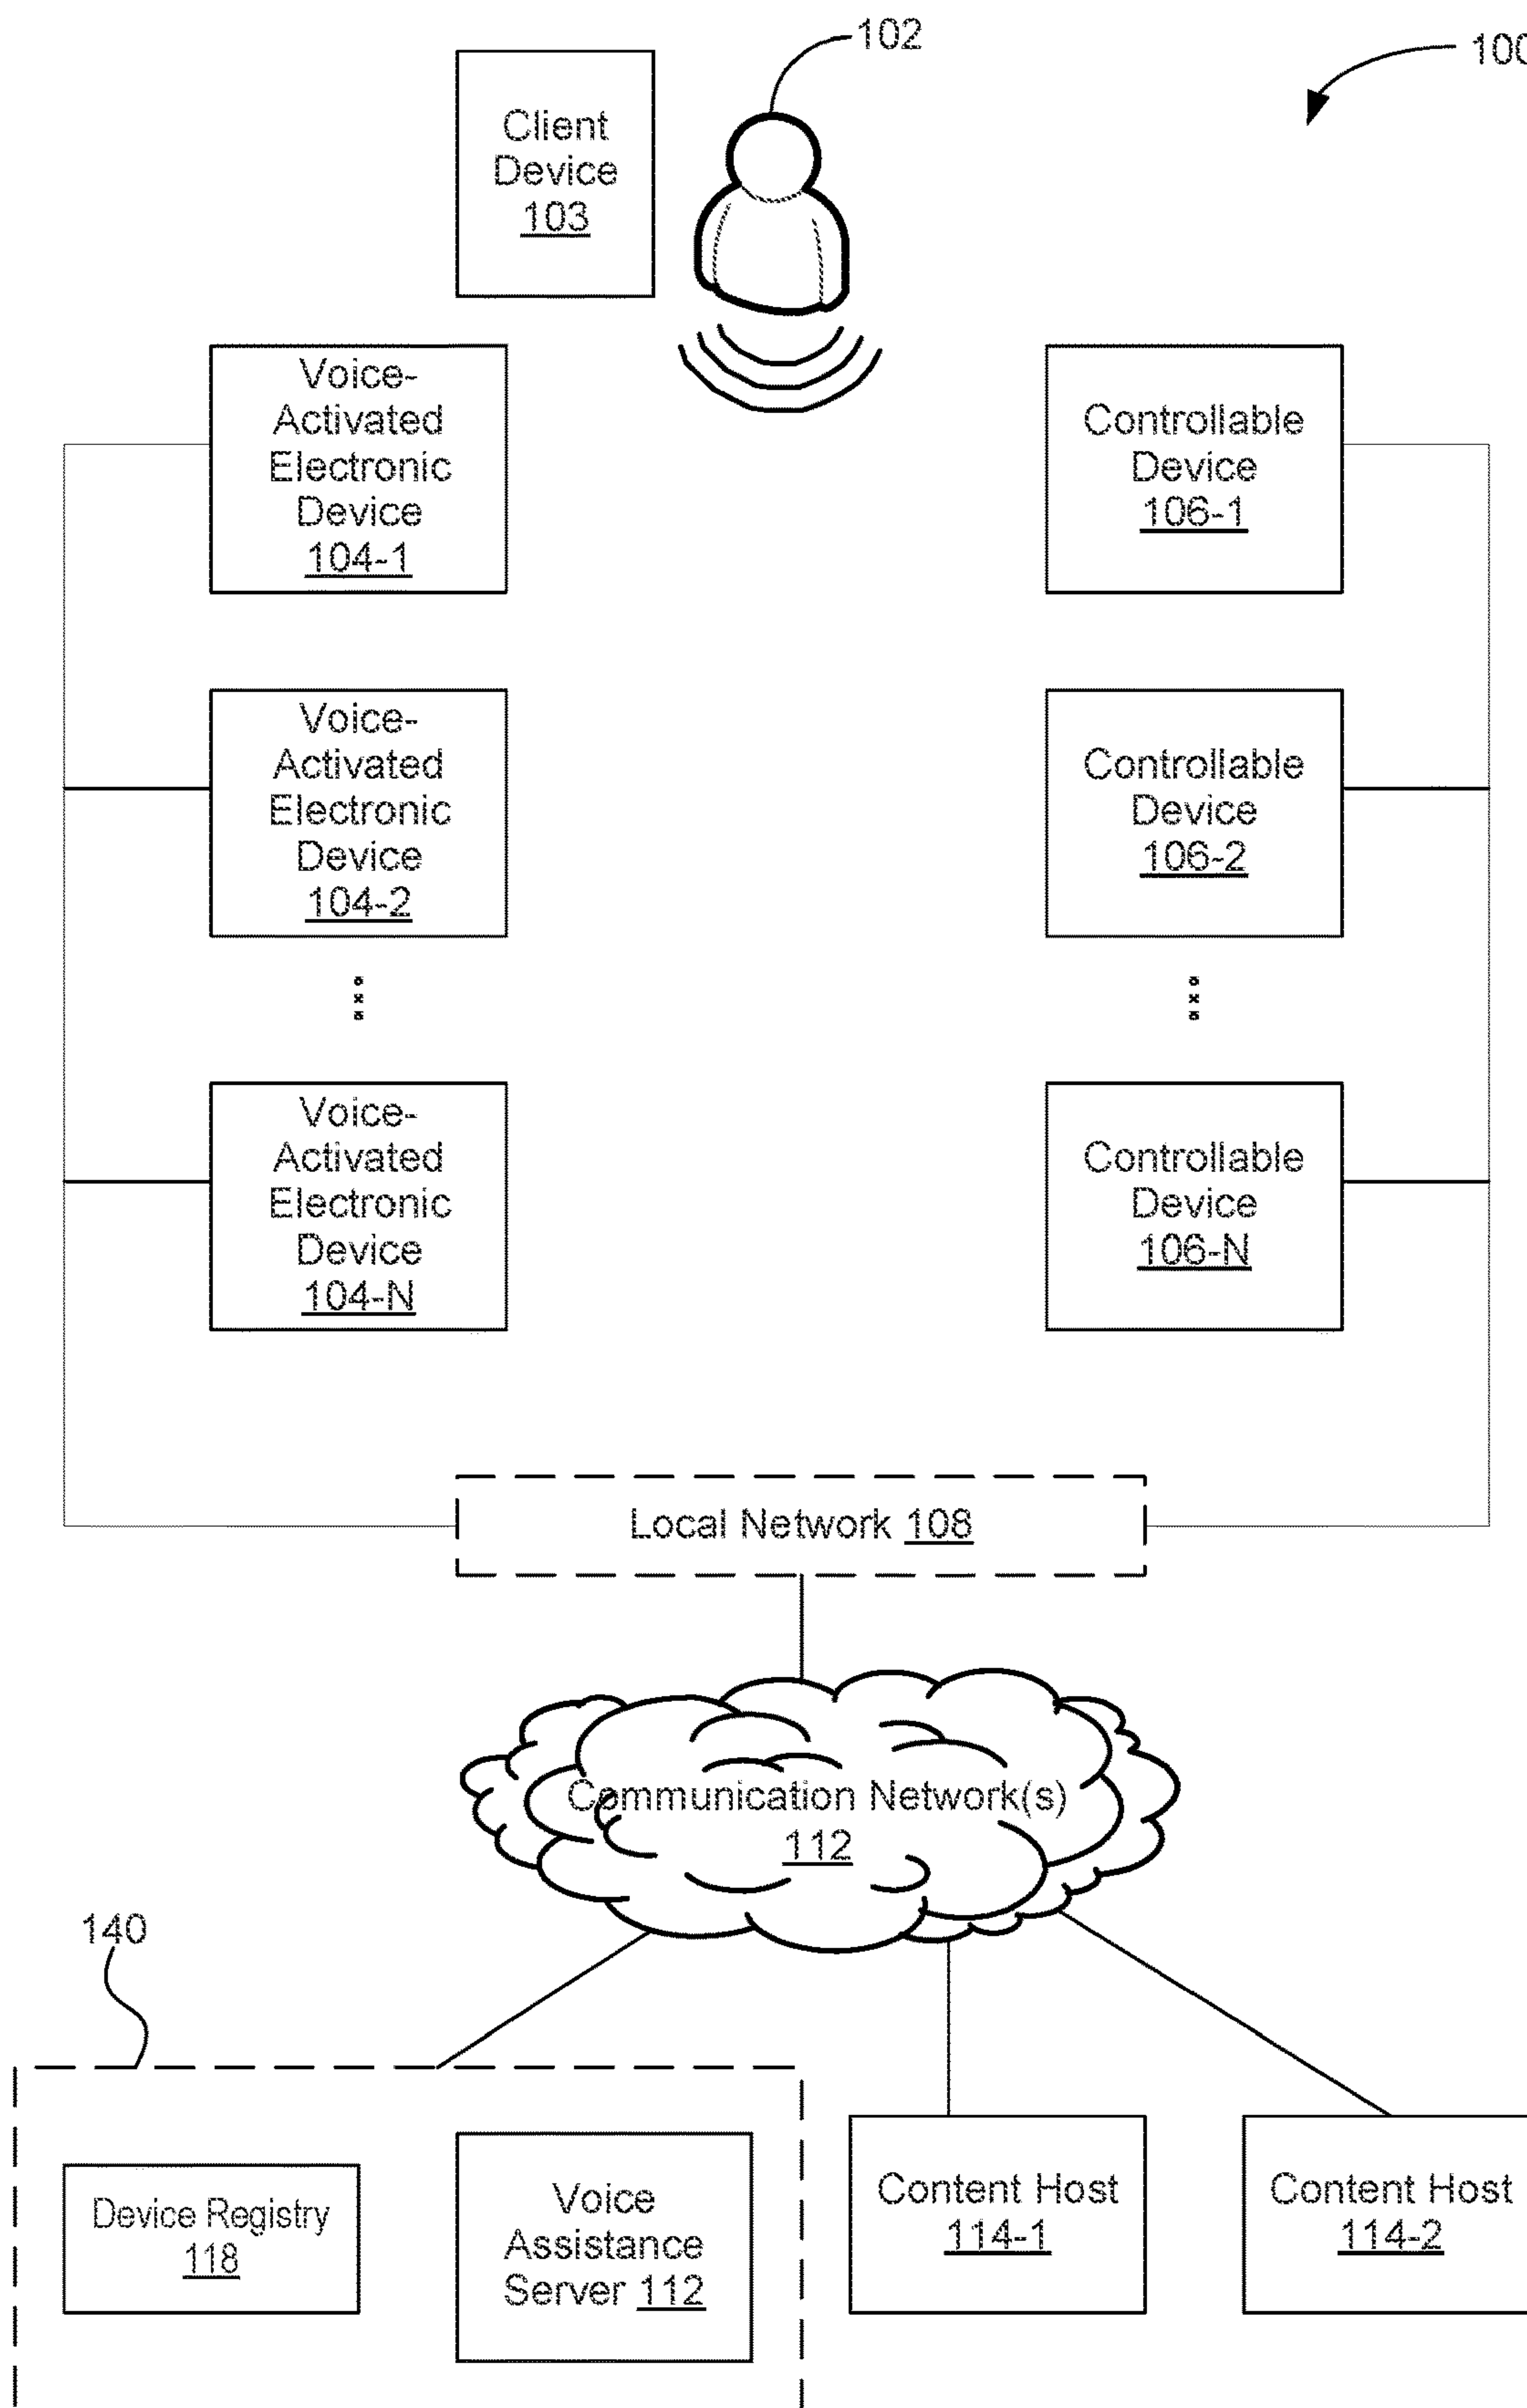 102
100
Client
Device
103
Voice-
Activated
Electronic
Device
104-1
Controllable
Device
106-1
Voice-
Activated
Electronic
Device
104-2
Controllable
Device
106-2
Voice-
Activated
Electronic
Device
104-N
Controllable
Device
106-N
Local Network 108
Communication Network(s)
112
140
Device Registry
118
Voice
Assistance
Server 112
Content Host
114-1
Content Host
114-2